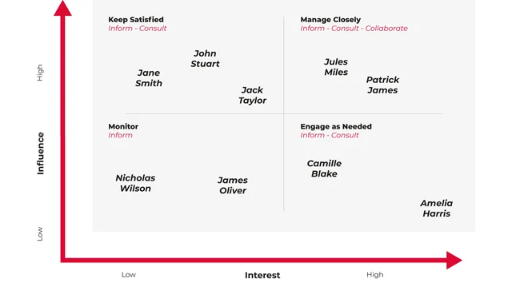 Keep Satisfied
Inform - Consult
Manage Closely
Inform - Consult - Collaborate
John
Stuart
Jane
Smith
Jack
Taylor
Jules
Miles
Patrick
James
High
Influence
Low
Monitor
Inform
Engage as Needed
Inform - Consult
Nicholas
Wilson
James
Oliver
Camille
Blake
Amelia
Harris
Low
Interest
High